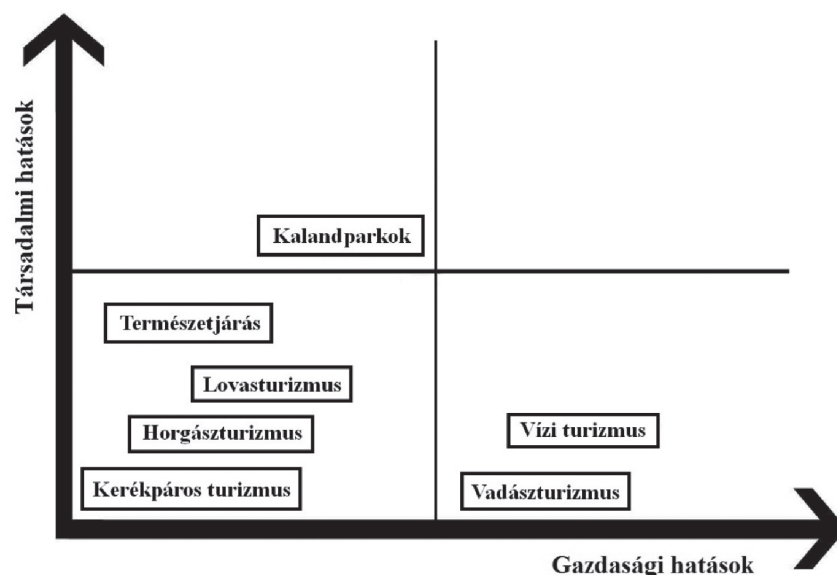 Társadalmi hatások
Kalandparkok
Természetjárás
Lovasturizmus
Horgászturizmus
Vízi turizmus
Kerékpáros turizmus
Vadászturizmus
Gazdasági hatások